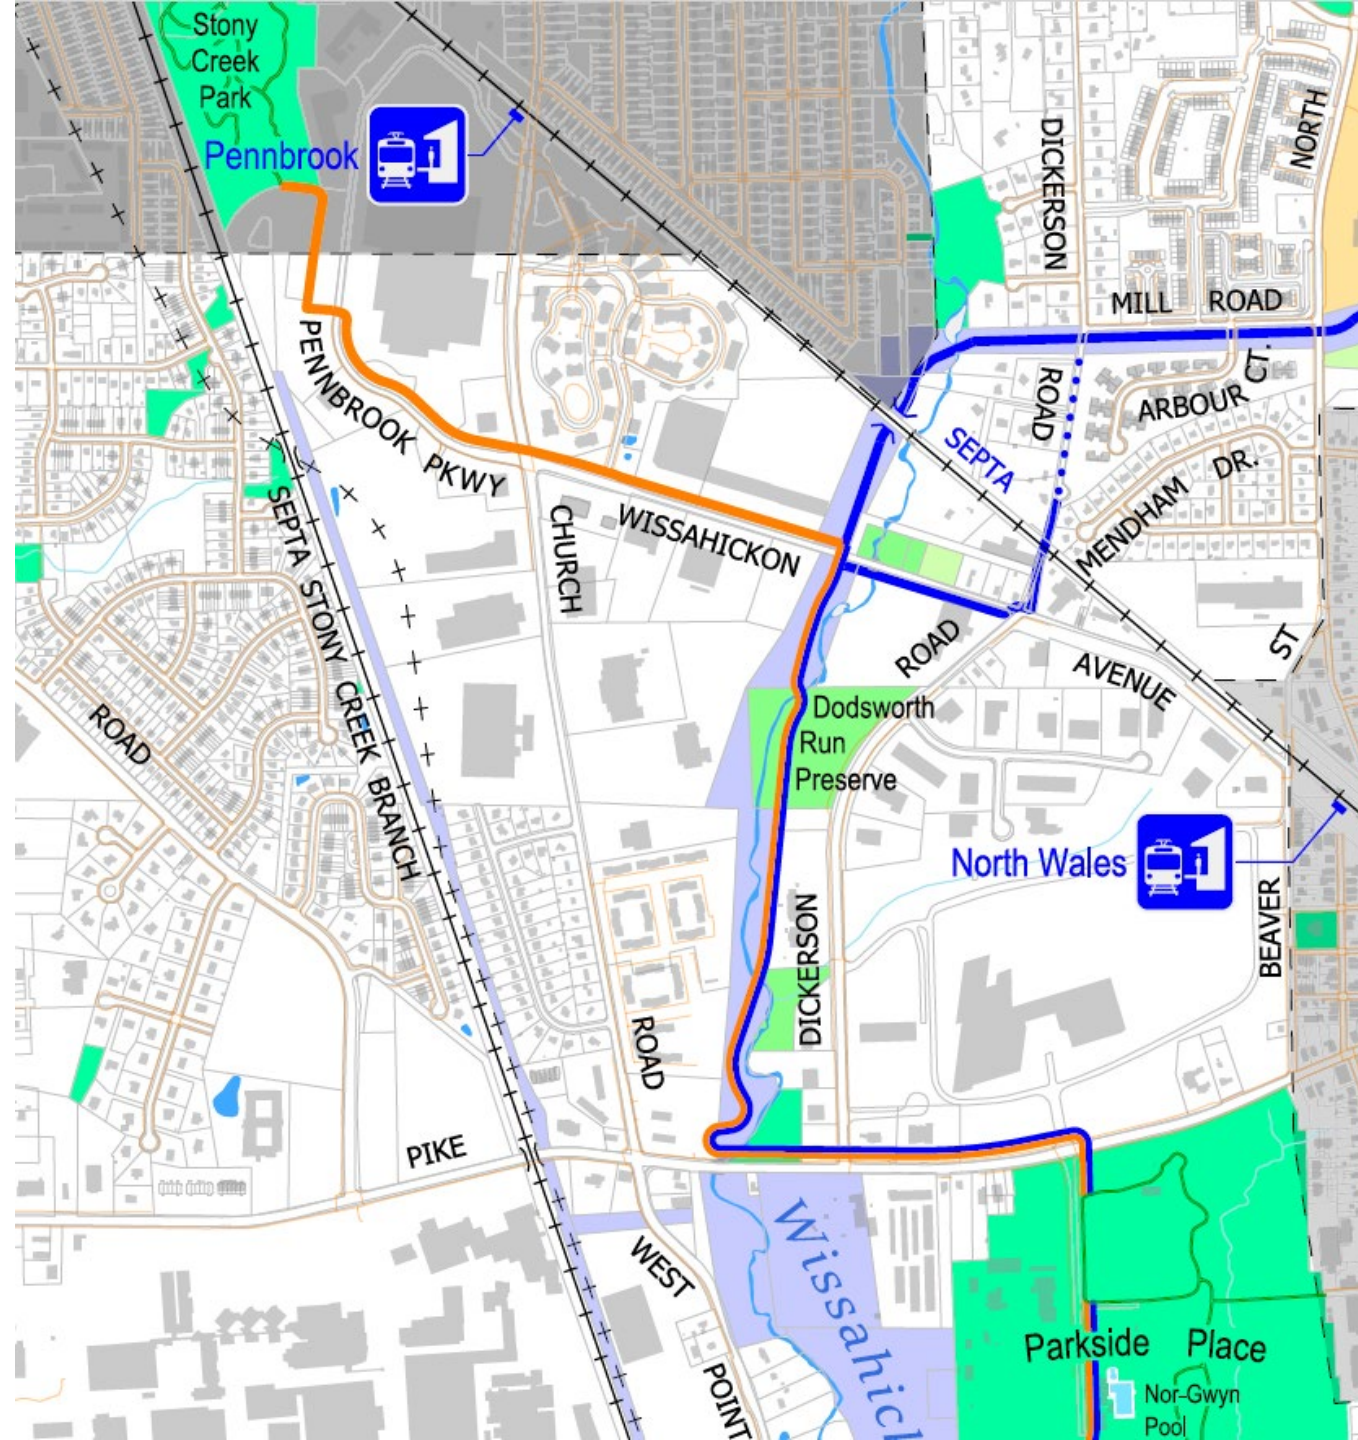 Stony
Creek
Park
Pennbrook
DICKERSON
NORTH
MILL ROAD
PENNBROOK PKWY
ROAD
ARBOUR CT.
SEPTA
MENDHAM DR.
CHURCH
WISSAHICKON
SEPTA STONY CREEK BRANCH
ROAD
AVENUE
ST
ROAD
Dodsworth
Run
Preserve
North Wales
DICKERSON
BEAVER
ROAD
PIKE
WEST
POINT
Wissahick
Parkside Place
Nor-Gwyn
Pool